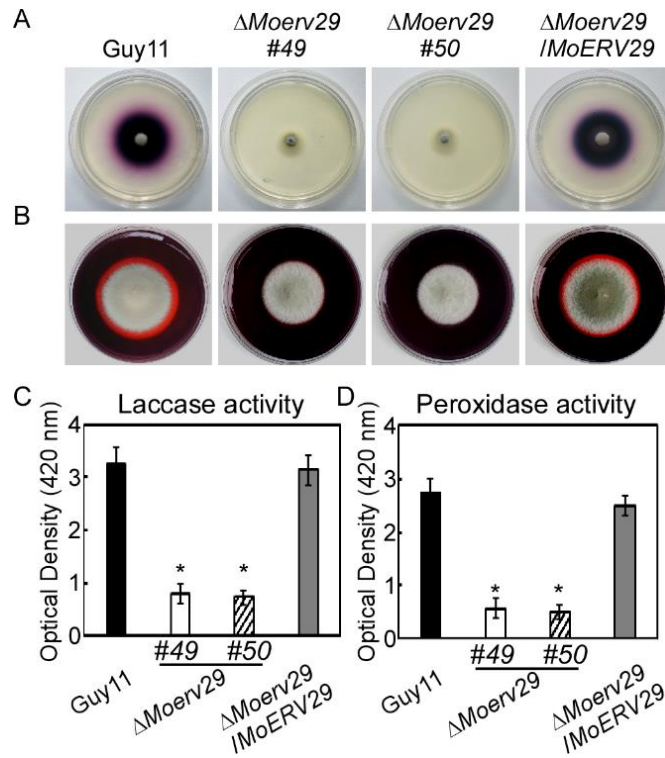 A
Guy11
ΔMoerv29
#49
ΔMoerv29
#50
ΔMoerv29
/MoERV29
B
C
Laccase activity
Optical Density (420 nm)
4
3
2
1
0
*
*
#49
#50
Guy11
ΔMoerv29
ΔMoerv29
/MoERV29
D
Peroxidase activity
Optical Density (420 nm)
4
3
2
1
0
*
*
#49
#50
Guy11
ΔMoerv29
ΔMoerv29
/MoERV29